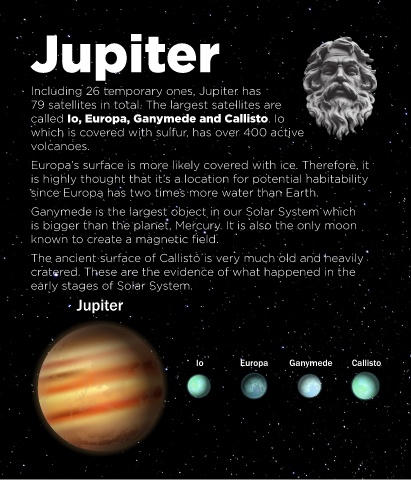 Jupiter
Including 26 temporary ones, Jupiter has
79 satellites in total. The largest satellites are
called Io, Europa, Ganymede and Callisto. Io
which is covered with sulfur, has over 400 active
volcanoes.
Europa's surface is more likely covered with ice. Therefore, it
is highly thought that it's a location for potential habitability
since Europa has two times more water than Earth.
Ganymede is the largest object in our Solar System which
is bigger than the planet, Mercury. It is also the only moon
known to create a magnetic field.
The ancient surface of Callisto is very much old and heavily
cratered. These are the evidence of what happened in the
early stages of Solar System.
Jupiter
Io
Europa
Ganymede
Callisto